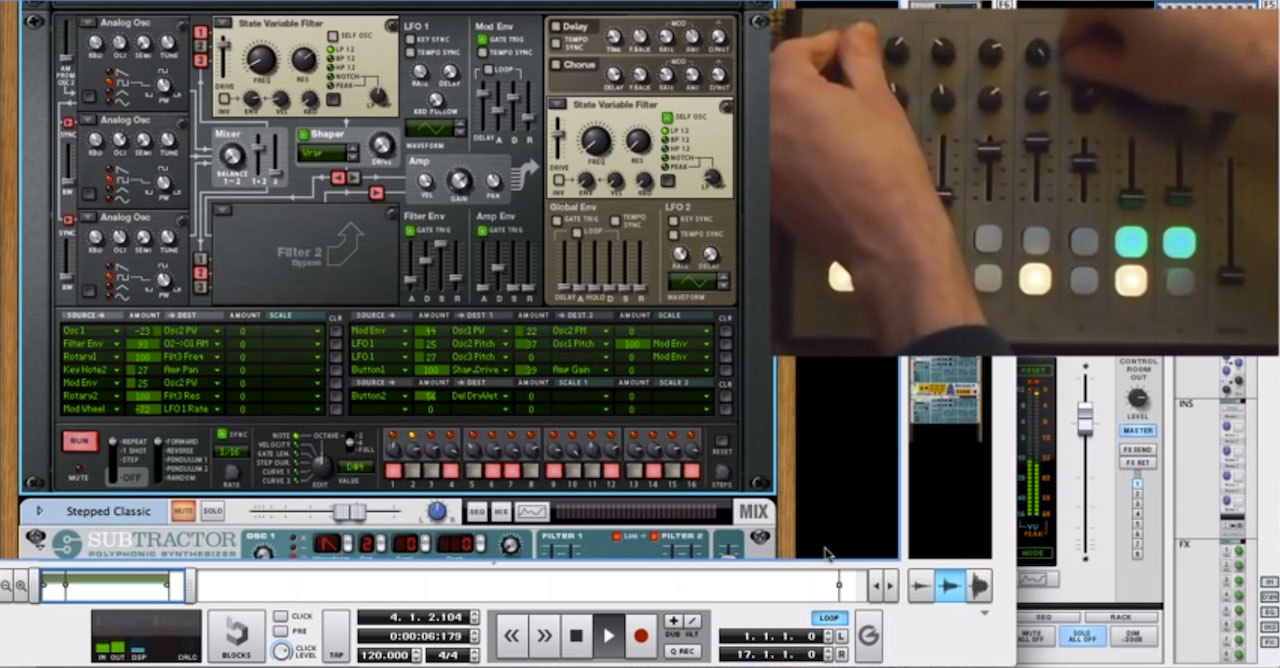 Analog Osc
State Variable Filter
SELF OSC
LP 12
BP 12
HP 12
NOTCH
PEAK
DRIVE
FREQ
RES
INV
ENV
VEL
KBD
LFO 1
KEY SYNC
TEMPO SYNC
RATE
DELAY
KBD FOLLOW
WAVEFORM
Mod Env
GATE TRIG
TEMPO SYNC
LOOP
DELAY A D R
Delay
TEMPO SYNC
MOD
TIME F.BACK RATE AMT D/WET
Chorus
MOD
DELAY F.BACK RATE AMT D/WET
State Variable Filter
SELF OSC
LP 12
BP 12
HP 12
NOTCH
PEAK
DRIVE
FREQ
RES
INV ENV VEL KBD
AM FROM OSC 2
KBD OCT SEMI TUNE
PW
SYNC
Analog Osc
KBD OCT SEMI TUNE
PW
BW
SYNC
Analog Osc
KBD OCT SEMI TUNE
PW
Mixer
BALANCE
1-2 1+2 3
Shaper
Wrap
DRIVE
Amp
VEL GAIN PAN
Filter 2
Bypass
Filter Env
GATE TRIG
A D S R
Amp Env
GATE TRIG
A D S R
Global Env
GATE TRIG
TEMPO SYNC
LOOP
DELAY A HOLD D S R
LFO 2
KEY SYNC
TEMPO SYNC
RATE DELAY
WAVEFORM
SOURCE AMOUNT DEST AMOUNT SCALE CLR
Osc1 -23 Osc2 PW 0
Filter Env 93 O2->O1 AM 0
Rotary1 100 Filt3 Freq 0
Key Note2 27 Amp Pan 0
Mod Env 25 Osc2 PW 0
Rotary2 100 Filt3 Res 0
Mod Wheel -72 LFO1 Rate 0
SOURCE AMOUNT DEST 1 AMOUNT DEST 2 AMOUNT SCALE CLR
Mod Env 44 Osc1 PW 22 Osc2 FM 0
LFO1 25 Osc2 Pitch 37 Osc1 Pitch 100 Mod Env
LFO1 27 Osc3 Pitch 0 0 Mod Env
Button1 100 Shap.Drive 39 Amp Gain 0
SOURCE AMOUNT DEST AMOUNT SCALE 1 AMOUNT SCALE 2 CLR
Button2 Del DryWet 0 0
0 0 0
RUN
MUTE
REPEAT
1 SHOT
STEP
OFF
FORWARD
REVERSE
PENDULUM 1
PENDULUM 2
RANDOM
SYNC
1/16
RATE
NOTE
VELOCITY
GATE LEN.
STEP DUR.
CURVE 1
CURVE 2
EDIT
OCTAVE
FULL
D#4
VALUE
1 2 3 4 5 6 7 8 9 10 11 12 13 14 15 16
RESET
STEPS
Stepped Classic
MUTE
SOLO
L R
SEQ
MIX
MIX
SUBTRACTOR
POLYPHONIC SYNTHESIZER
OSC 1
FILTER 1
Link
FILTER 2
IN OUT DSP CALC
BLOCKS
CLICK
PRE
CLICK LEVEL
TAP
4. 1. 2.104
0:00:06:179
120.000
4/4
DUB ALT
Q REC
LOOP
1. 1. 1. 0 L
17. 1. 1. 0 R
RESET
VU
PEAK
MODE
CONTROL
ROOM
OUT
LEVEL
MASTER
FX SEND
FX RET
1
2
3
4
5
6
7
8
INS
FX
SEQ
RACK
MUTE
ALL OFF
SOLO
ALL OFF
DIM
-20dB
F6